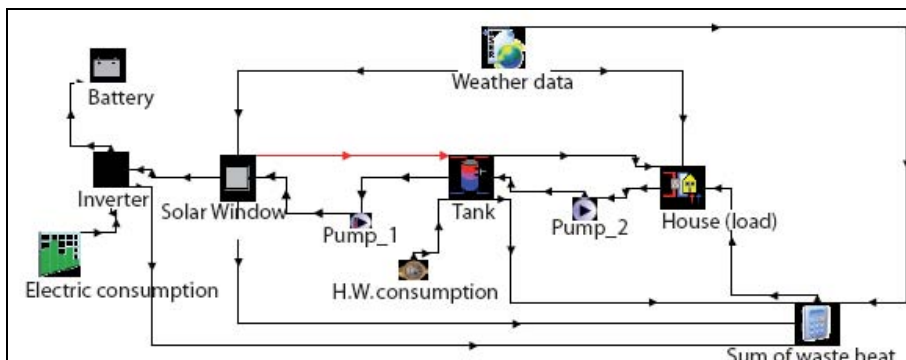 Weather data
Battery
Inverter
Solar Window
Tank
House (load)
Pump_1
Pump_2
Electric consumption
H.W.consumption
Sum of waste heat